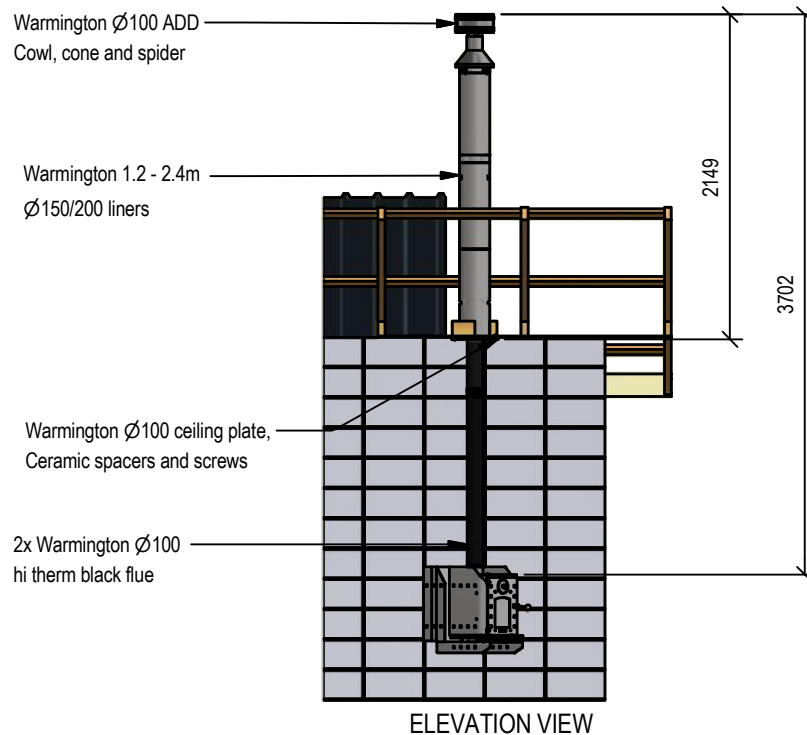 Warmington Ø100 ADD
Cowl, cone and spider
Warmington 1.2 - 2.4m
Ø150/200 liners
2149
3702
Warmington Ø100 ceiling plate,
Ceramic spacers and screws
2x Warmington Ø100
hi therm black flue
ELEVATION VIEW